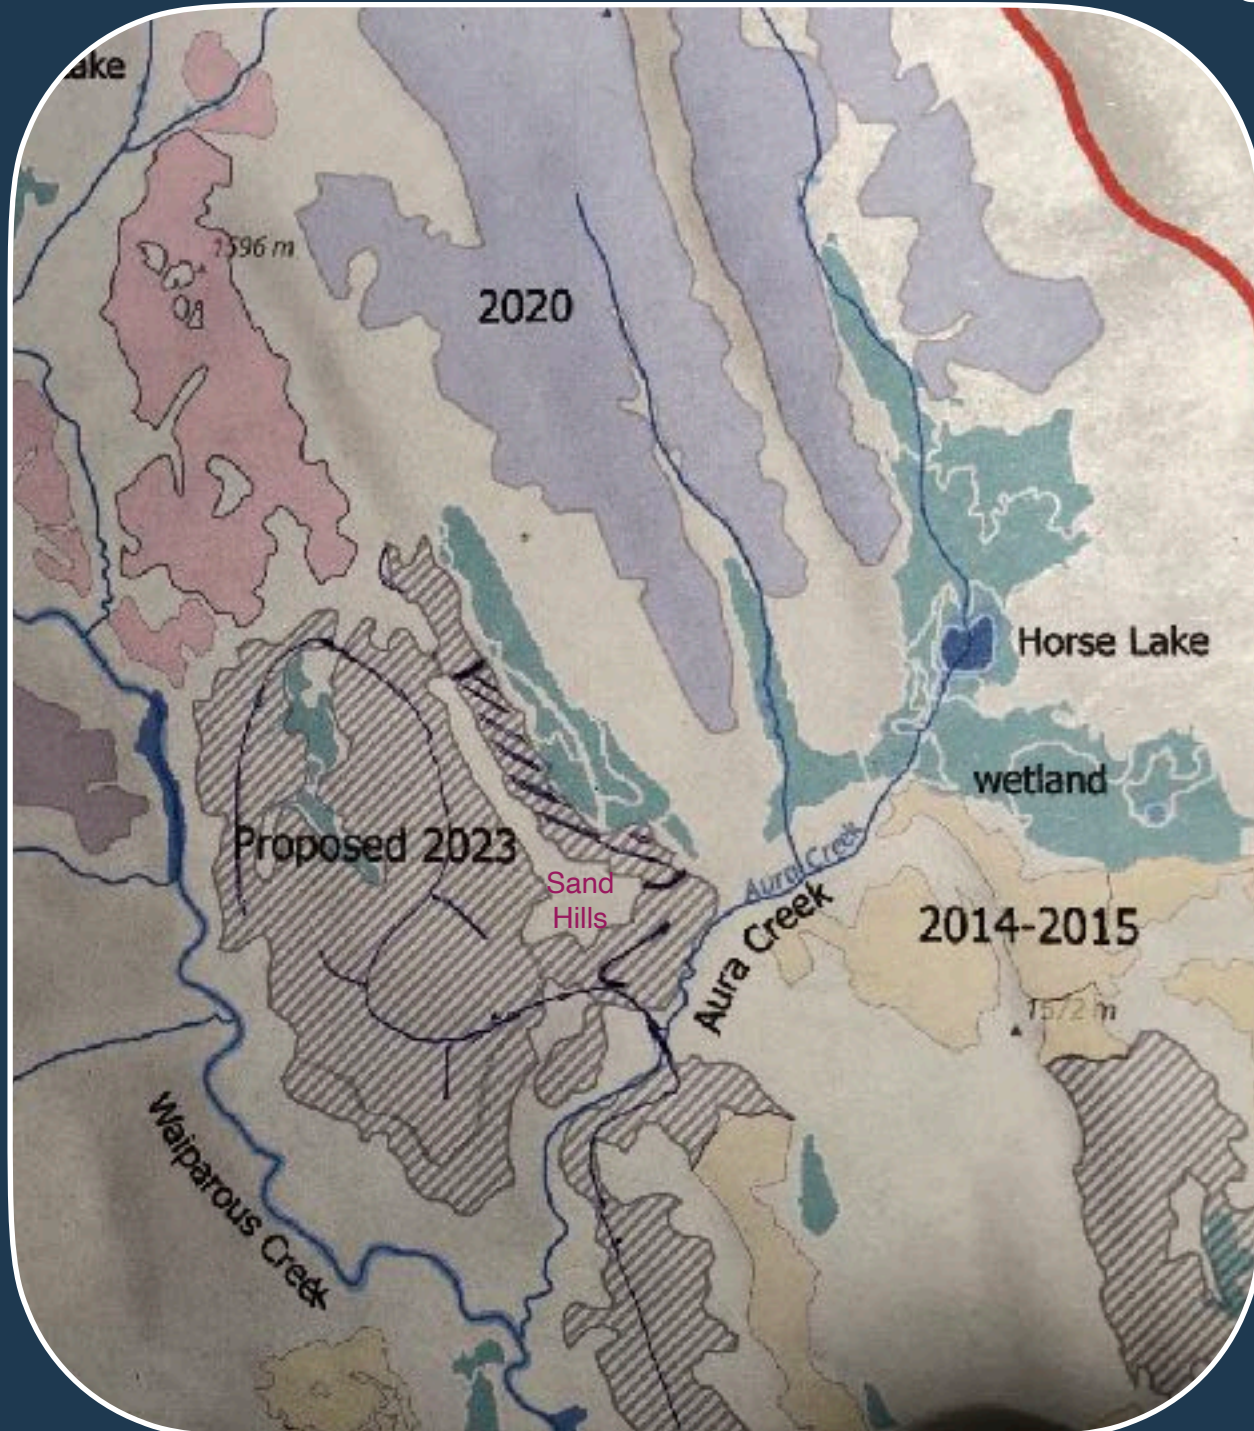 ake
1596 m
2020
Horse Lake
wetland
Proposed 2023
Sand
Hills
Aura Creek
Aura Creek
2014-2015
1572 m
Waiparous Creek